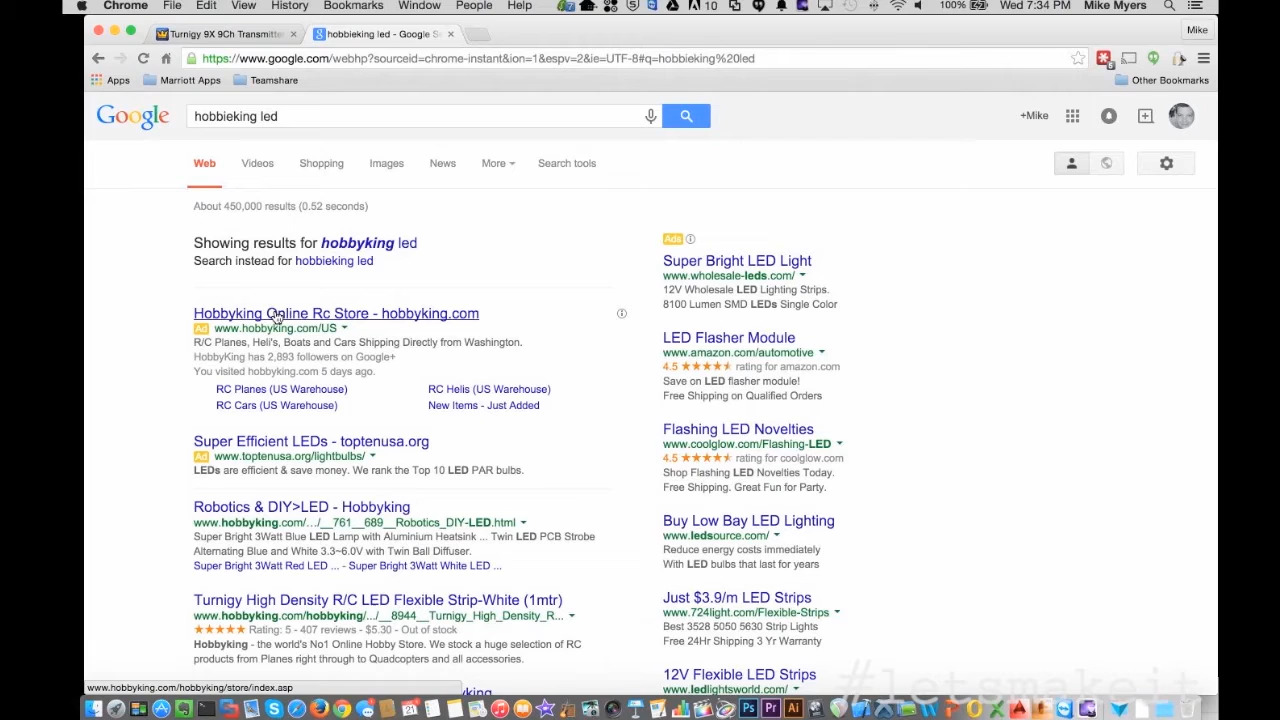 Chrome File Edit View History Bookmarks Window People Help 10 100% Wed 7:34 PM Mike Myers
Turnigy 9X 9Ch Transmitter hobbieking led - Google Se Mike
https://www.google.com/webhp?sourceid=chrome-instant&ion=1&espv=2&ie=UTF-8#q=hobbieking%20led
Apps Marriott Apps Teamshare Other Bookmarks
Google hobbieking led +Mike
Web Videos Shopping Images News More Search tools
About 450,000 results (0.52 seconds)
Showing results for hobbyking led
Search instead for hobbieking led
Hobbyking Online Rc Store - hobbyking.com
Ad www.hobbyking.com/US
R/C Planes, Heli's, Boats and Cars Shipping Directly from Washington.
HobbyKing has 2,893 followers on Google+
You visited hobbyking.com 5 days ago.
RC Planes (US Warehouse) RC Helis (US Warehouse)
RC Cars (US Warehouse) New Items - Just Added
Super Efficient LEDs - toptenusa.org
Ad www.toptenusa.org/lightbulbs/
LEDs are efficient & save money. We rank the Top 10 LED PAR bulbs.
Robotics & DIY>LED - Hobbyking
www.hobbyking.com/.../__761__689__Robotics_DIY-LED.html
Super Bright 3Watt Blue LED Lamp with Aluminium Heatsink ... Twin LED PCB Strobe
Alternating Blue and White 3.3~6.0V with Twin Ball Diffuser.
Super Bright 3Watt Red LED ... - Super Bright 3Watt White LED ...
Turnigy High Density R/C LED Flexible Strip-White (1mtr)
www.hobbyking.com/hobbyking/.../__8944__Turnigy_High_Density_R...
Rating: 5 - 407 reviews - $5.30 - Out of stock
Hobbyking - the world's No1 Online Hobby Store. We stock a huge selection of RC
products from Planes right through to Quadcopters and all accessories.
Ads
Super Bright LED Light
www.wholesale-leds.com/
12V Wholesale LED Lighting Strips.
8100 Lumen SMD LEDs Single Color
LED Flasher Module
www.amazon.com/automotive
4.5 rating for amazon.com
Save on LED flasher module!
Free Shipping on Qualified Orders
Flashing LED Novelties
www.coolglow.com/Flashing-LED
4.5 rating for coolglow.com
Shop Flashing LED Novelties Today.
Free Shipping. Great Fun for Party.
Buy Low Bay LED Lighting
www.ledsource.com/
Reduce energy costs immediately
With LED bulbs that last for years
Just $3.9/m LED Strips
www.724light.com/Flexible-Strips
Best 3528 5050 5630 Strip Lights
Free 24Hr Shipping 3 Yr Warranty
12V Flexible LED Strips
www.ledlightsworld.com/
www.hobbyking.com/hobbyking/store/index.asp
#letsmakeit